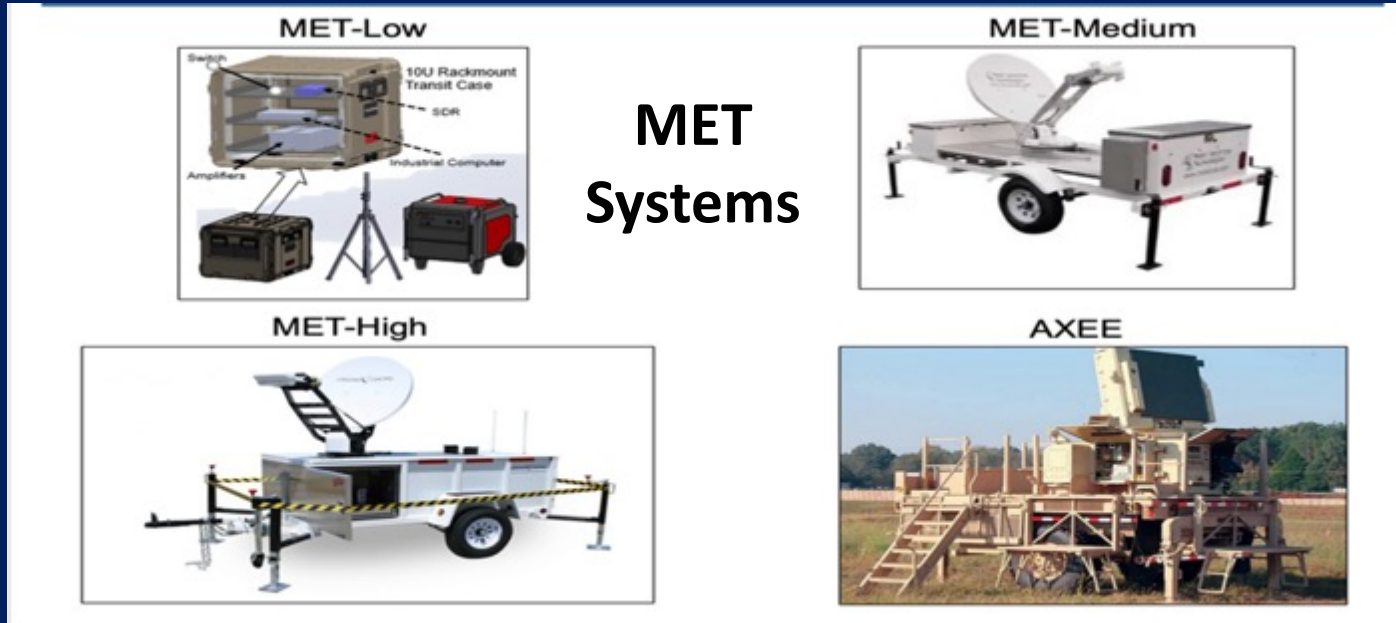 MET-Low
Switch
10U Rackmount
Transit Case
SDR
Industrial Computer
Amplifiers
MET
Systems
MET-Medium
MET-High
AXEE